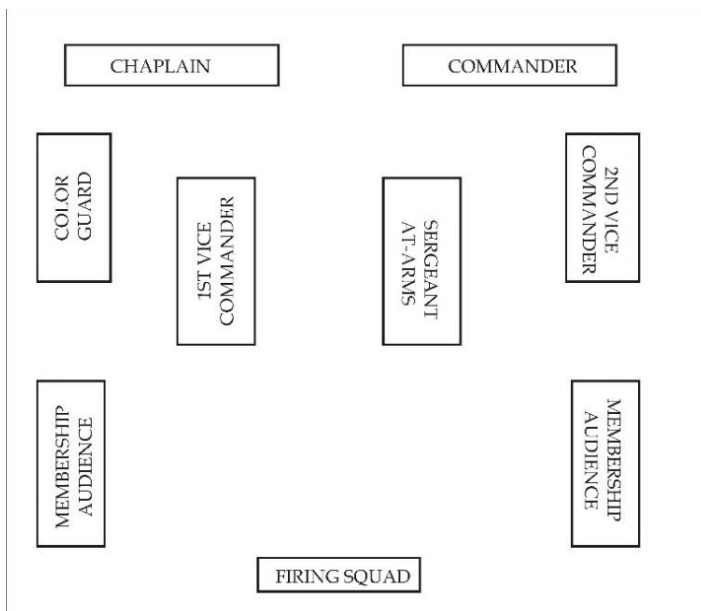 CHAPLAIN
COMMANDER
COLOR
GUARD
1ST VICE
COMMANDER
SERGEANT
AT-ARMS
2ND VICE
COMMANDER
MEMBERSHIP
AUDIENCE
MEMBERSHIP
AUDIENCE
FIRING SQUAD